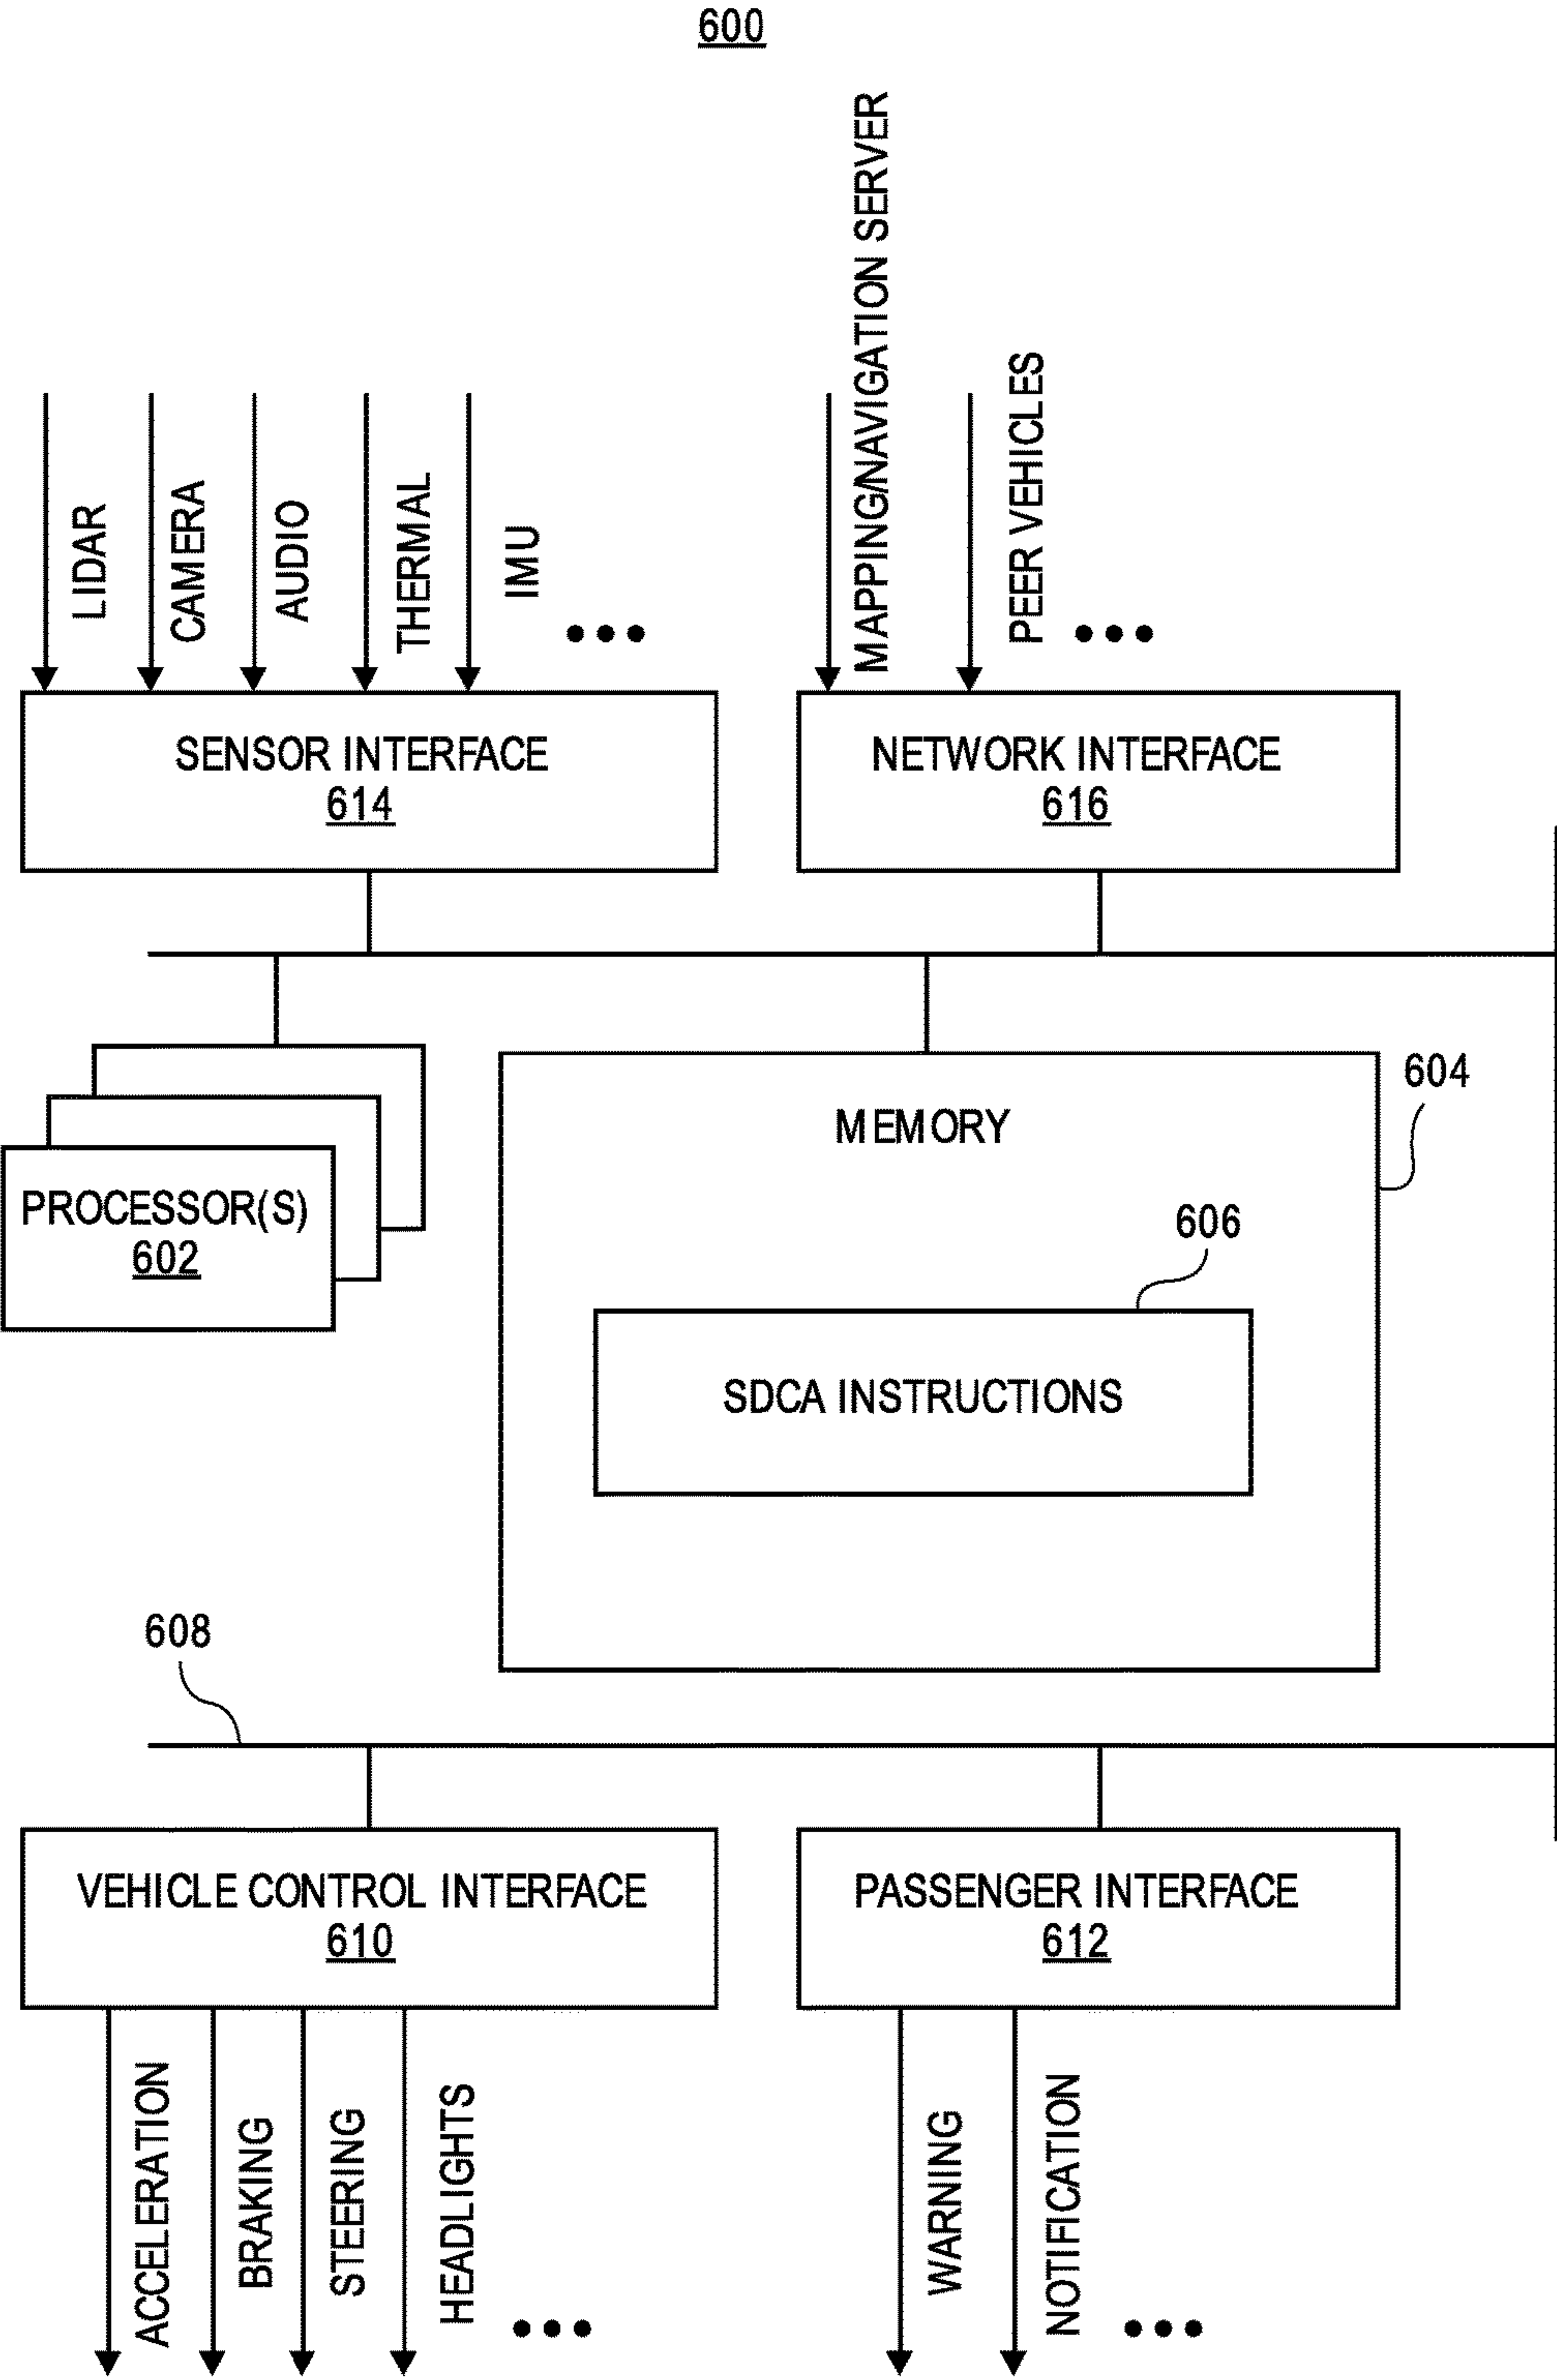 600
LIDAR
CAMERA
AUDIO
THERMAL
IMU
MAPPING/NAVIGATION SERVER
PEER VEHICLES
SENSOR INTERFACE
614
NETWORK INTERFACE
616
PROCESSOR(S)
602
MEMORY
604
606
SDCA INSTRUCTIONS
608
VEHICLE CONTROL INTERFACE
610
PASSENGER INTERFACE
612
ACCELERATION
BRAKING
STEERING
HEADLIGHTS
WARNING
NOTIFICATION